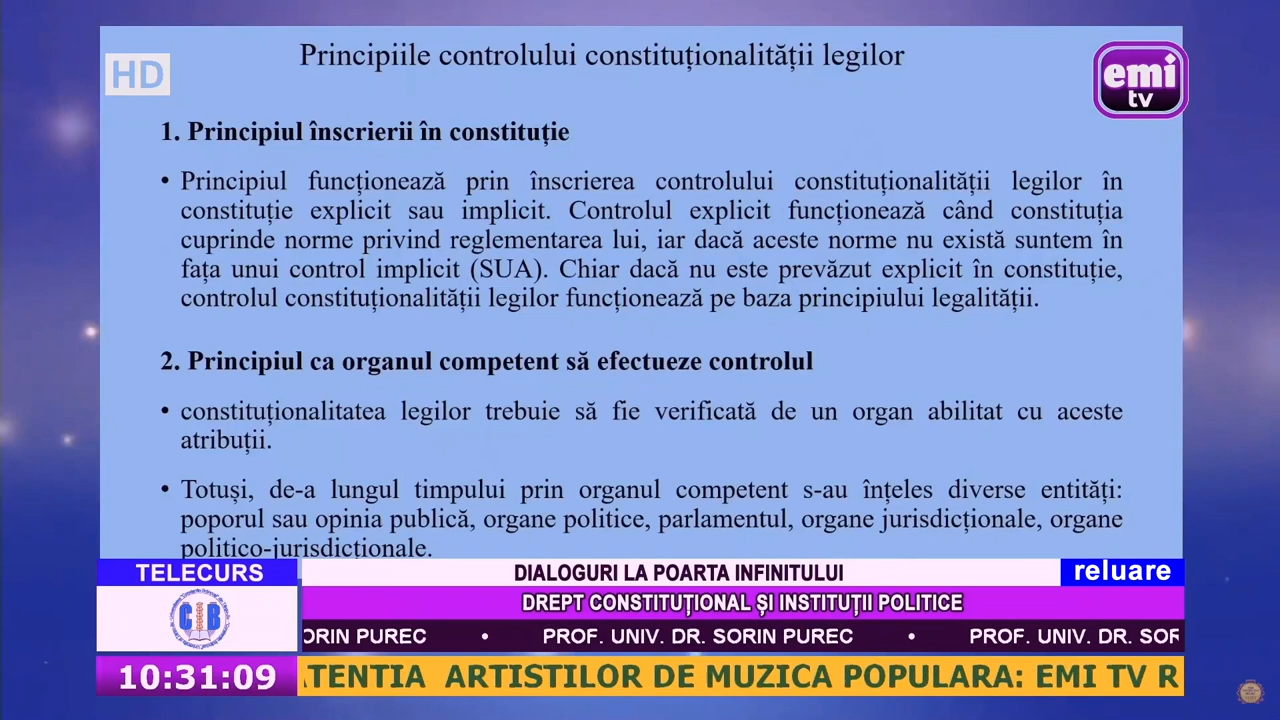 Principiile controlului constituționalității legilor
HD
emi
tv
1. Principiul înscrierii în constituție
• Principiul funcționează prin înscrierea controlului constituționalității legilor în
constituție explicit sau implicit. Controlul explicit funcționează când constituția
cuprinde norme privind reglementarea lui, iar dacă aceste norme nu există suntem în
fața unui control implicit (SUA). Chiar dacă nu este prevăzut explicit în constituție,
controlul constituționalității legilor funcționează pe baza principiului legalității.
2. Principiul ca organul competent să efectueze controlul
• constituționalitatea legilor trebuie să fie verificată de un organ abilitat cu aceste
atribuții.
• Totuși, de-a lungul timpului prin organul competent s-au înțeles diverse entități:
poporul sau opinia publică, organe politice, parlamentul, organe jurisdicționale, organe
politico-jurisdicționale.
TELECURS
DIALOGURI LA POARTA INFINITULUI
reluare
DREPT CONSTITUȚIONAL ȘI INSTITUȚII POLITICE
CB
ORIN PUREC • PROF. UNIV. DR. SORIN PUREC • PROF. UNIV. DR. SOR
10:31:09
TENTIA ARTISTILOR DE MUZICA POPULARA: EMI TV R